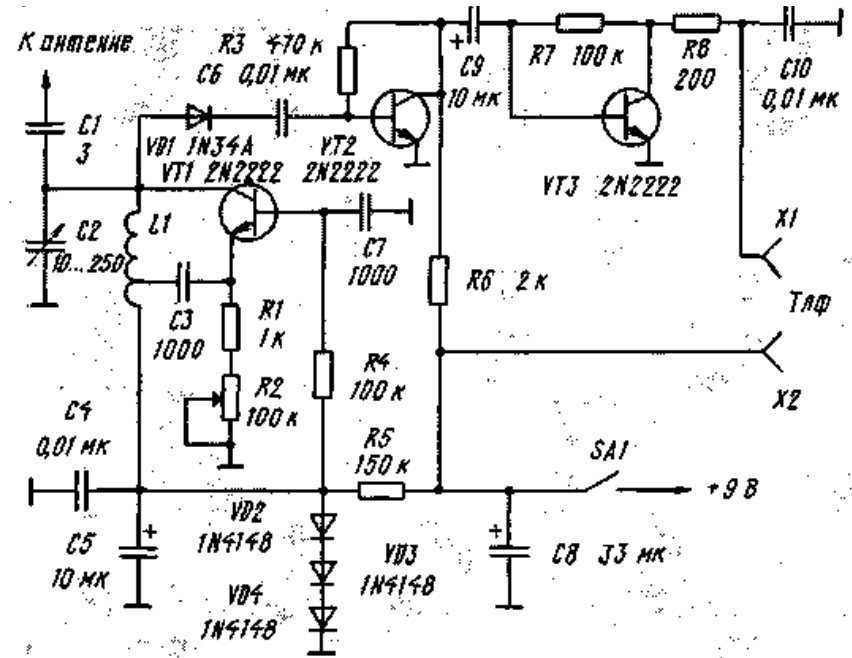 К антенне
C1
3
C2
10...250
L1
VD1 1N34A
R3 470 к
C6 0,01 мк
VT1 2N2222
VT2
2N2222
C9
10 мк
R7 100 к
R8
200
C10
0,01 мк
VT3 2N2222
C7
1000
C3
1000
R1
1 к
R2
100 к
R4
100 к
R6 2 к
X1
Тлф
X2
C4
0,01 мк
R5
150 к
SA1
+9 В
C5
10 мк
VD2
1N4148
VD3
1N4148
VD4
1N4148
C8 33 мк